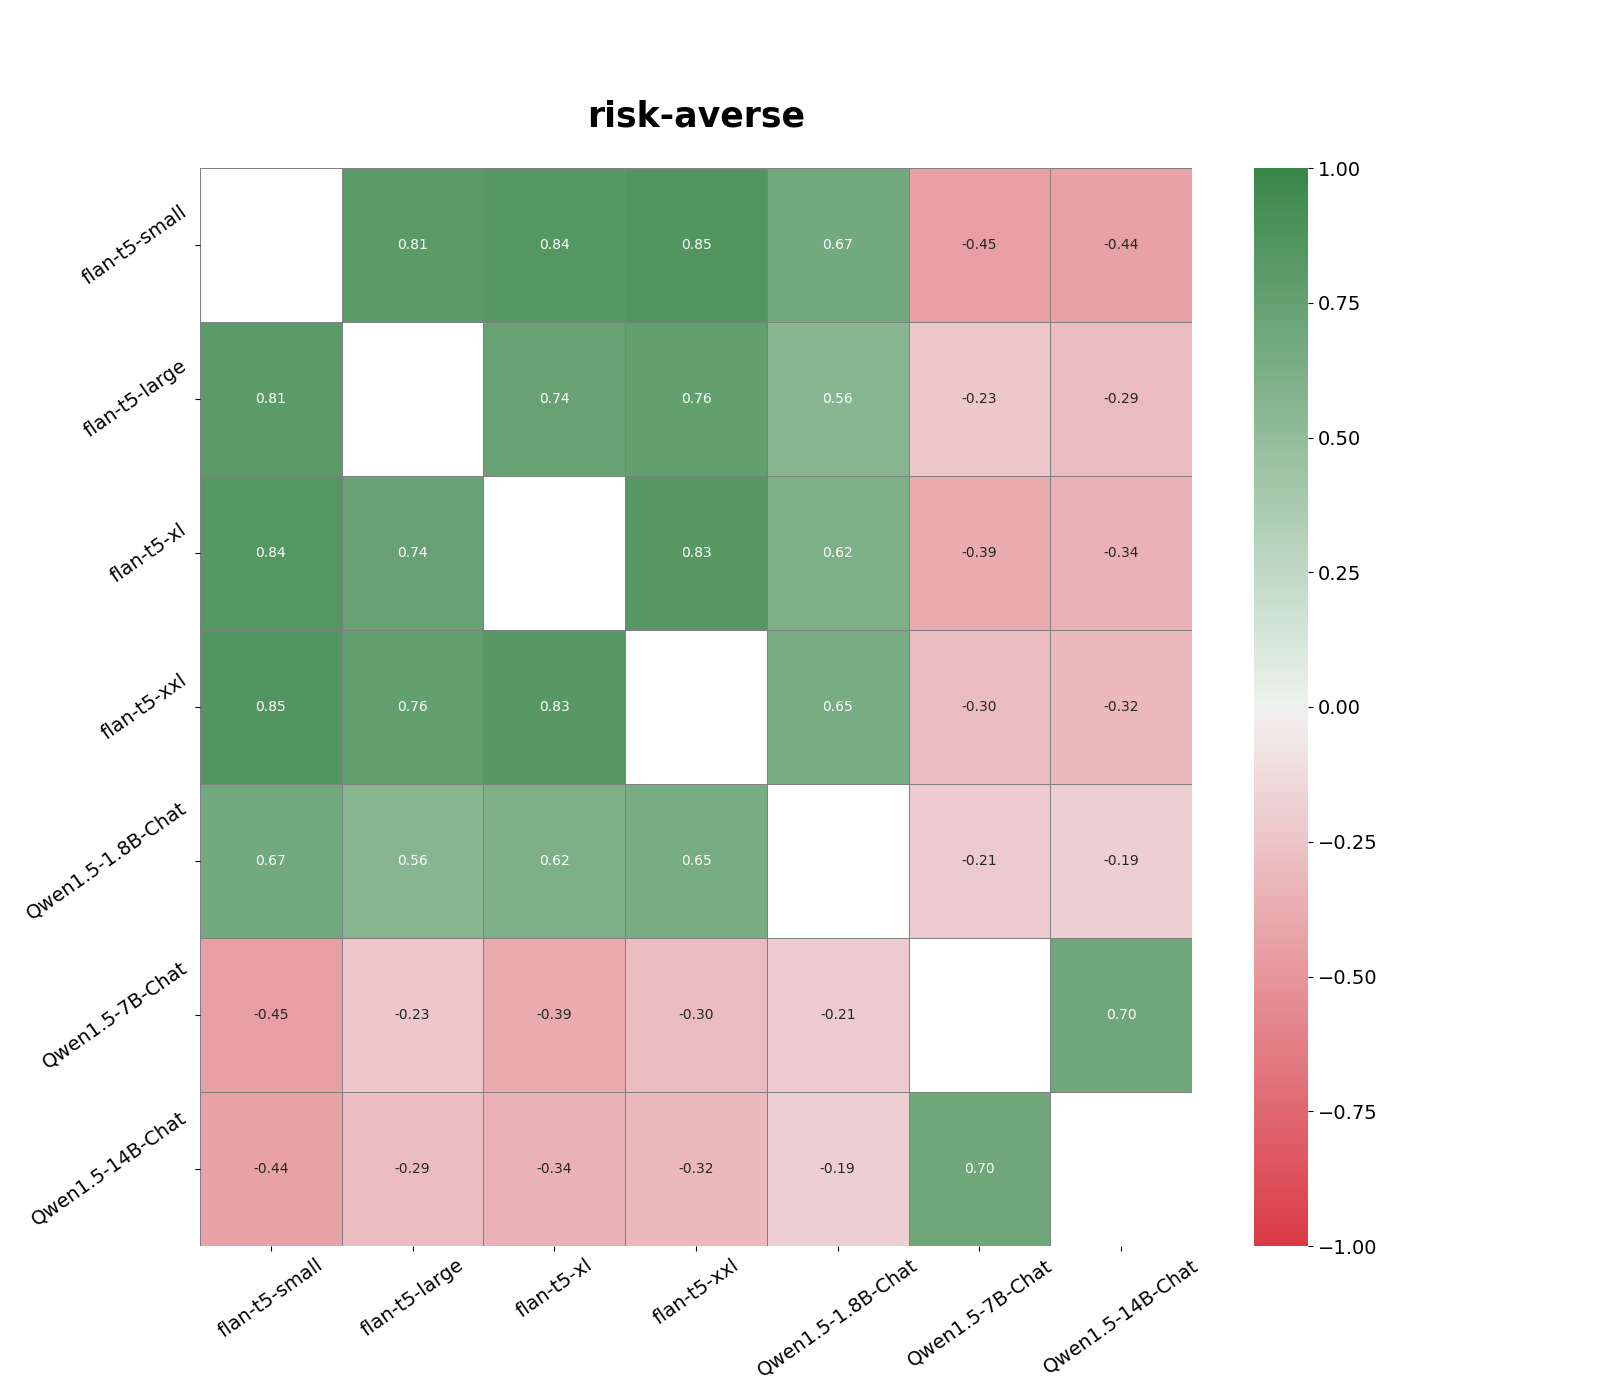 risk-averse
flan-t5-small 0.81 0.84 0.85 0.67 -0.45 -0.44
flan-t5-large 0.81 0.74 0.76 0.56 -0.23 -0.29
flan-t5-xl 0.84 0.74 0.83 0.62 -0.39 -0.34
flan-t5-xxl 0.85 0.76 0.83 0.65 -0.30 -0.32
Qwen1.5-1.8B-Chat 0.67 0.56 0.62 0.65 -0.21 -0.19
Qwen1.5-7B-Chat -0.45 -0.23 -0.39 -0.30 -0.21 0.70
Qwen1.5-14B-Chat -0.44 -0.29 -0.34 -0.32 -0.19 0.70
flan-t5-small flan-t5-large flan-t5-xl flan-t5-xxl Qwen1.5-1.8B-Chat Qwen1.5-7B-Chat Qwen1.5-14B-Chat
1.00
0.75
0.50
0.25
0.00
−0.25
−0.50
−0.75
−1.00